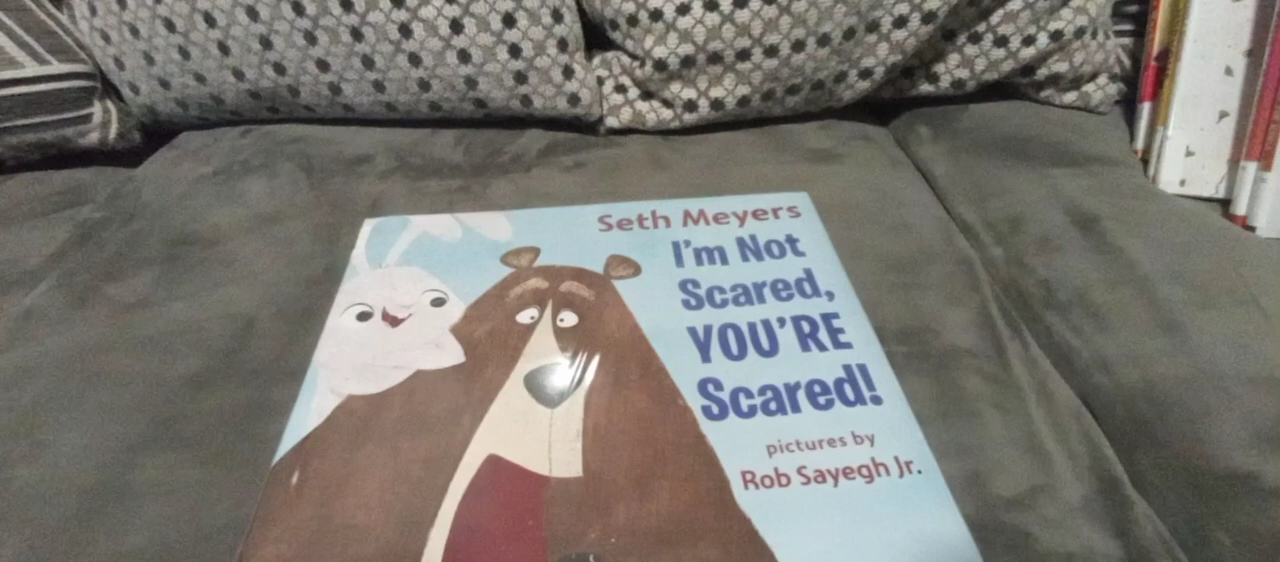 Seth Meyers
I'm Not
Scared,
YOU'RE
Scared!
pictures by
Rob Sayegh Jr.